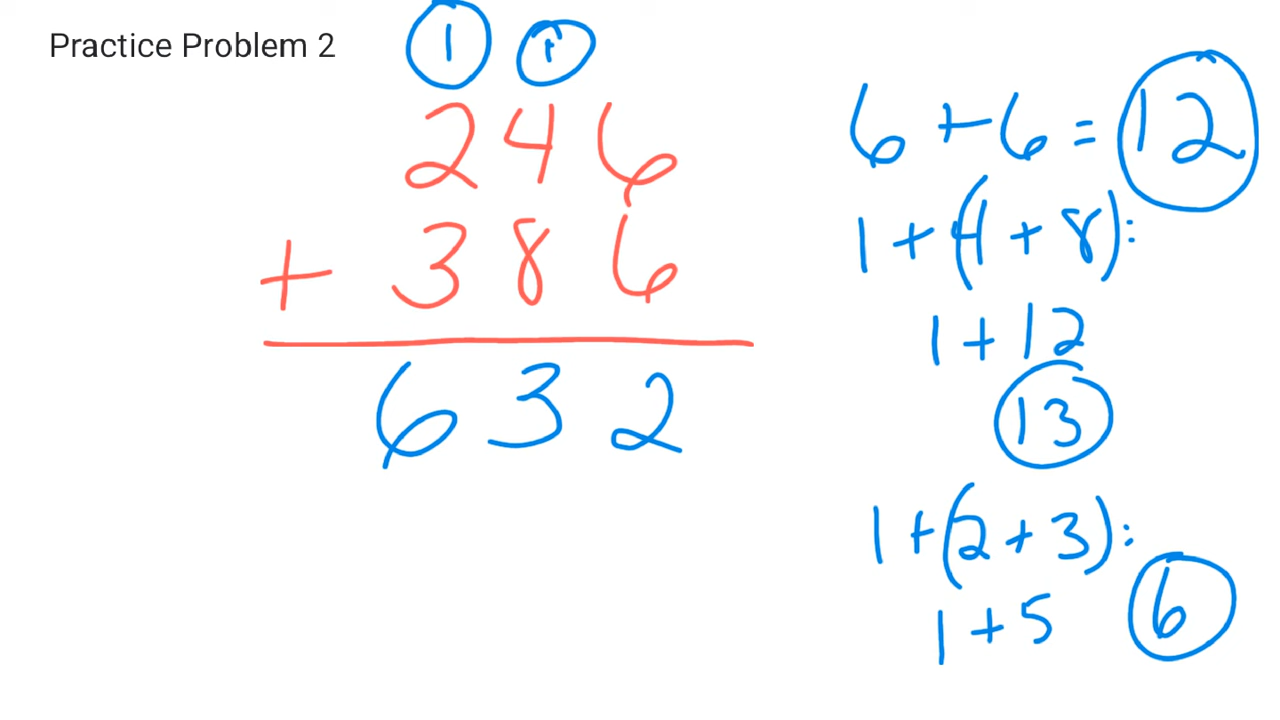 Practice Problem 2
1 1
246
+ 386
632
6 + 6 = 12
1 + (4 + 8):
1 + 12
13
1 + (2 + 3):
1 + 5 6